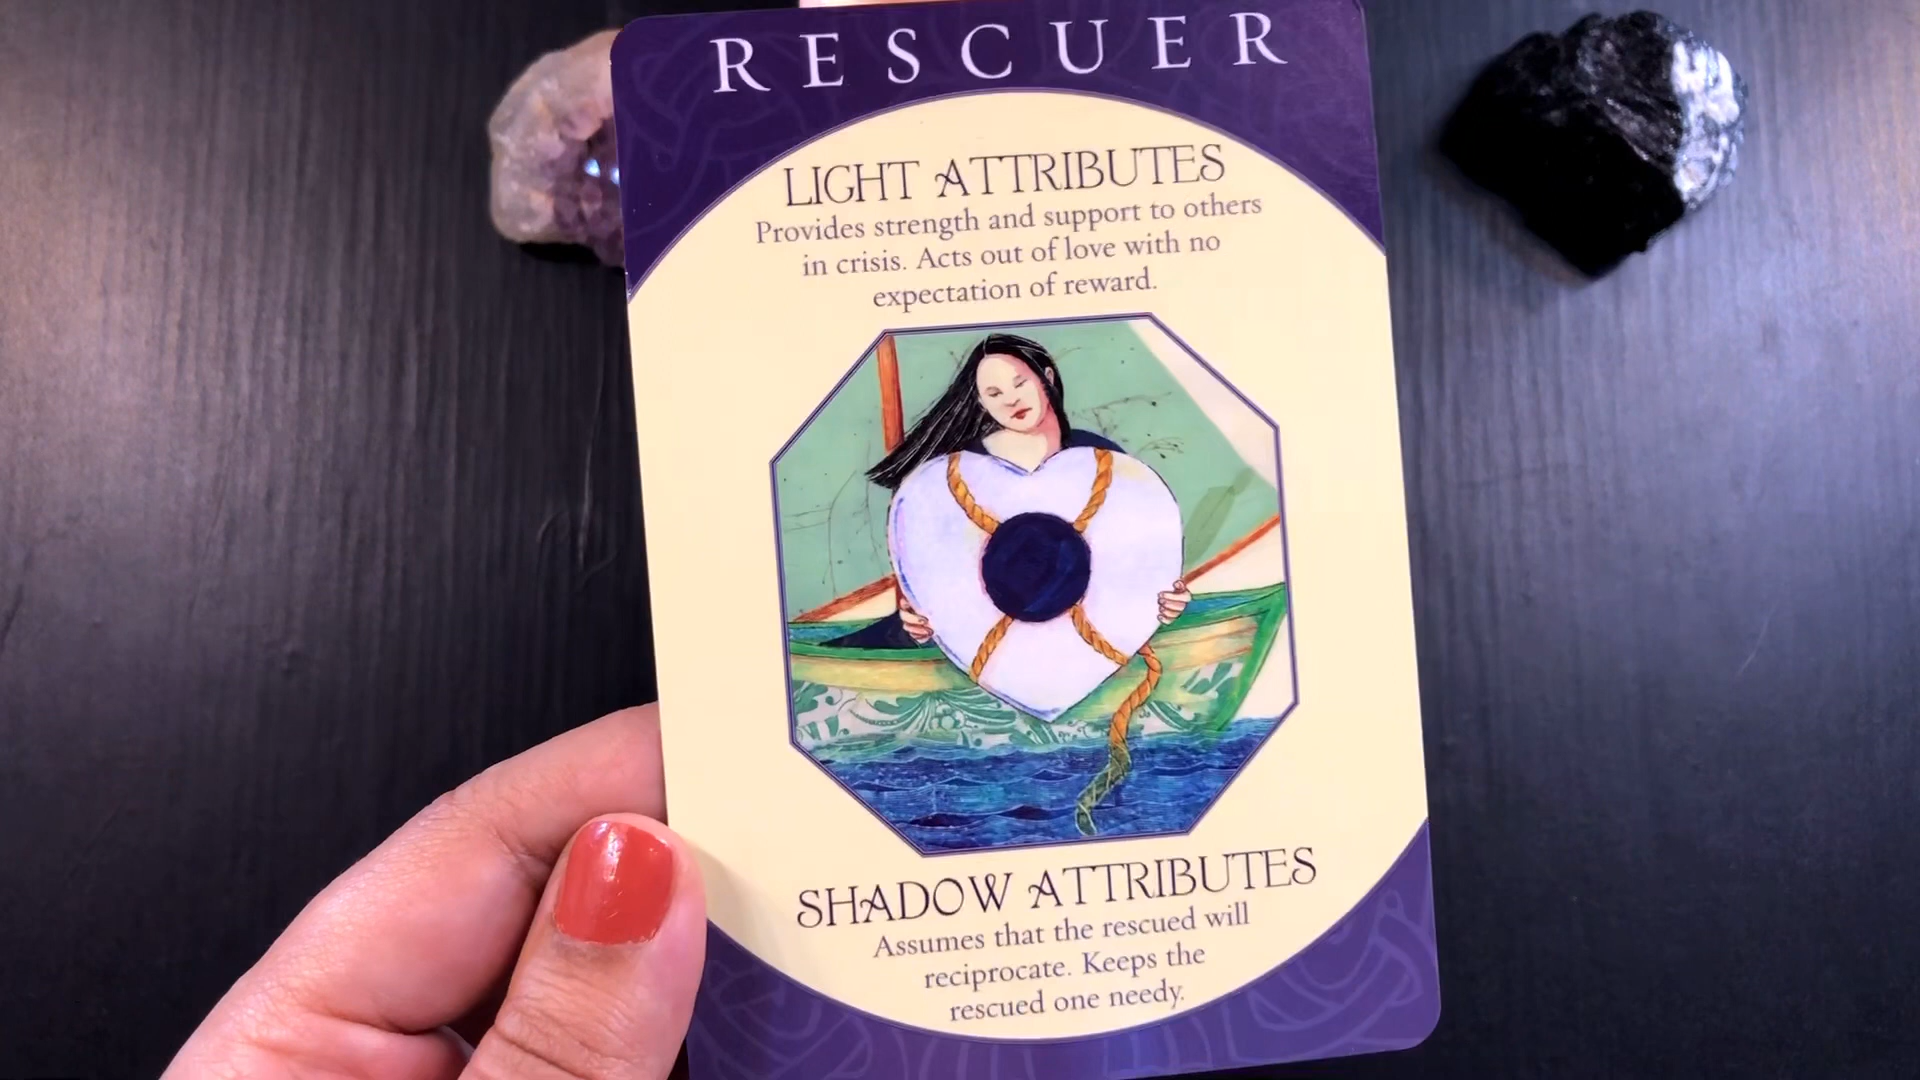 RESCUER
LIGHT ATTRIBUTES
Provides strength and support to others
in crisis. Acts out of love with no
expectation of reward.
SHADOW ATTRIBUTES
Assumes that the rescued will
reciprocate. Keeps the
rescued one needy.